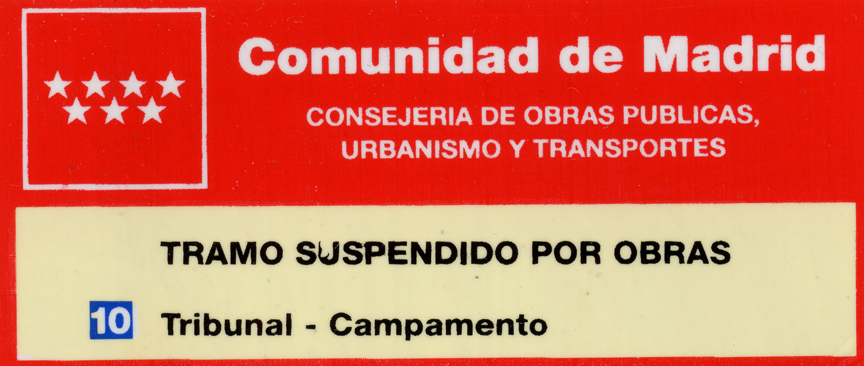 Comunidad de Madrid
CONSEJERIA DE OBRAS PUBLICAS,
URBANISMO Y TRANSPORTES
TRAMO SUSPENDIDO POR OBRAS
10 Tribunal - Campamento